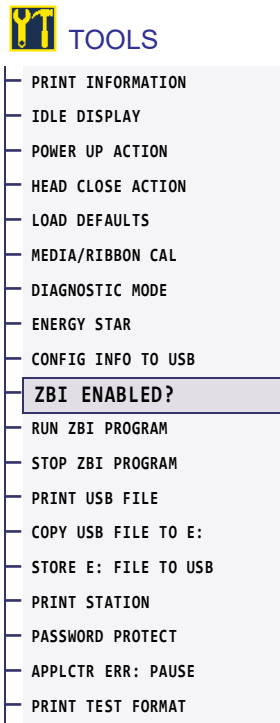 TOOLS
PRINT INFORMATION
IDLE DISPLAY
POWER UP ACTION
HEAD CLOSE ACTION
LOAD DEFAULTS
MEDIA/RIBBON CAL
DIAGNOSTIC MODE
ENERGY STAR
CONFIG INFO TO USB
ZBI ENABLED?
RUN ZBI PROGRAM
STOP ZBI PROGRAM
PRINT USB FILE
COPY USB FILE TO E:
STORE E: FILE TO USB
PRINT STATION
PASSWORD PROTECT
APPLCTR ERR: PAUSE
PRINT TEST FORMAT